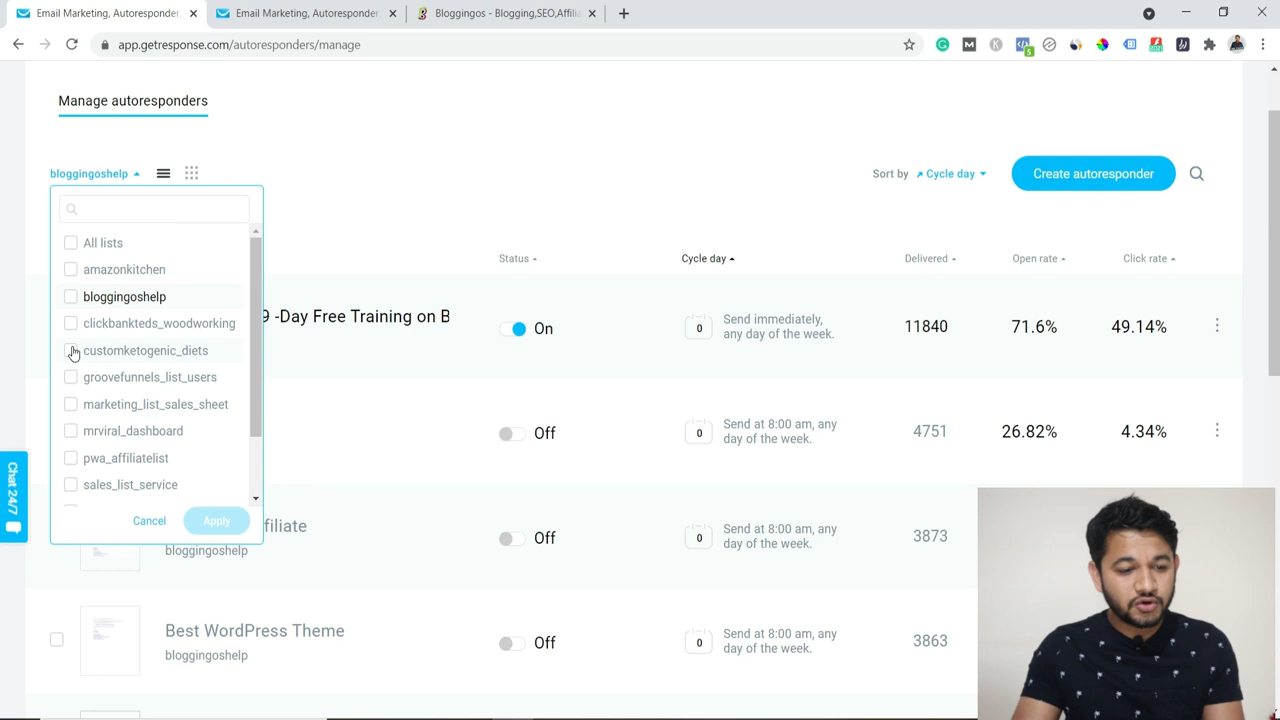 Email Marketing, Autoresponder
Email Marketing, Autoresponder
Bloggingos - Blogging,SEO,Affilia
app.getresponse.com/autoresponders/manage
5
Manage autoresponders
bloggingoshelp
Sort by
Cycle day
Create autoresponder
All lists
amazonkitchen
bloggingoshelp
clickbankteds_woodworking
customketogenic_diets
groovefunnels_list_users
marketing_list_sales_sheet
mrviral_dashboard
pwa_affiliatelist
sales_list_service
Cancel
Apply
Status
Cycle day
Delivered
Open rate
Click rate
9 -Day Free Training on B
On
0
Send immediately,
any day of the week.
11840
71.6%
49.14%
Off
0
Send at 8:00 am, any
day of the week.
4751
26.82%
4.34%
filiate
bloggingoshelp
Off
0
Send at 8:00 am, any
day of the week.
3873
Best WordPress Theme
bloggingoshelp
Off
0
Send at 8:00 am, any
day of the week.
3863
Chat 24/7